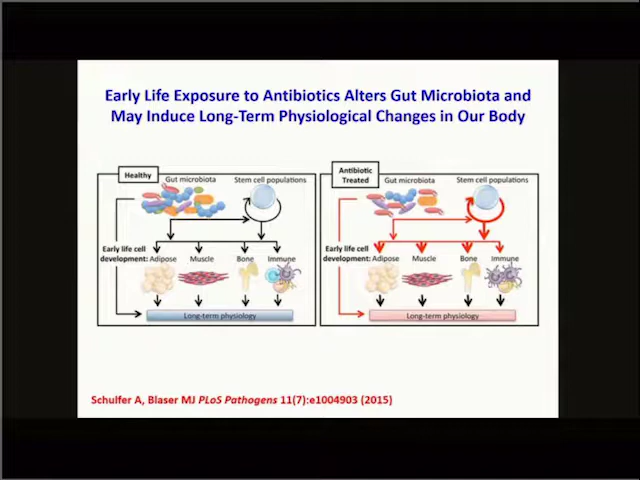 Early Life Exposure to Antibiotics Alters Gut Microbiota and
May Induce Long-Term Physiological Changes in Our Body
Healthy
Gut microbiota
Stem cell populations
Early life cell
development:
Adipose
Muscle
Bone
Immune
Long-term physiology
Antibiotic
Treated
Gut microbiota
Stem cell populations
Early life cell
development:
Adipose
Muscle
Bone
Immune
Long-term physiology
Schulfer A, Blaser MJ PLoS Pathogens 11(7):e1004903 (2015)